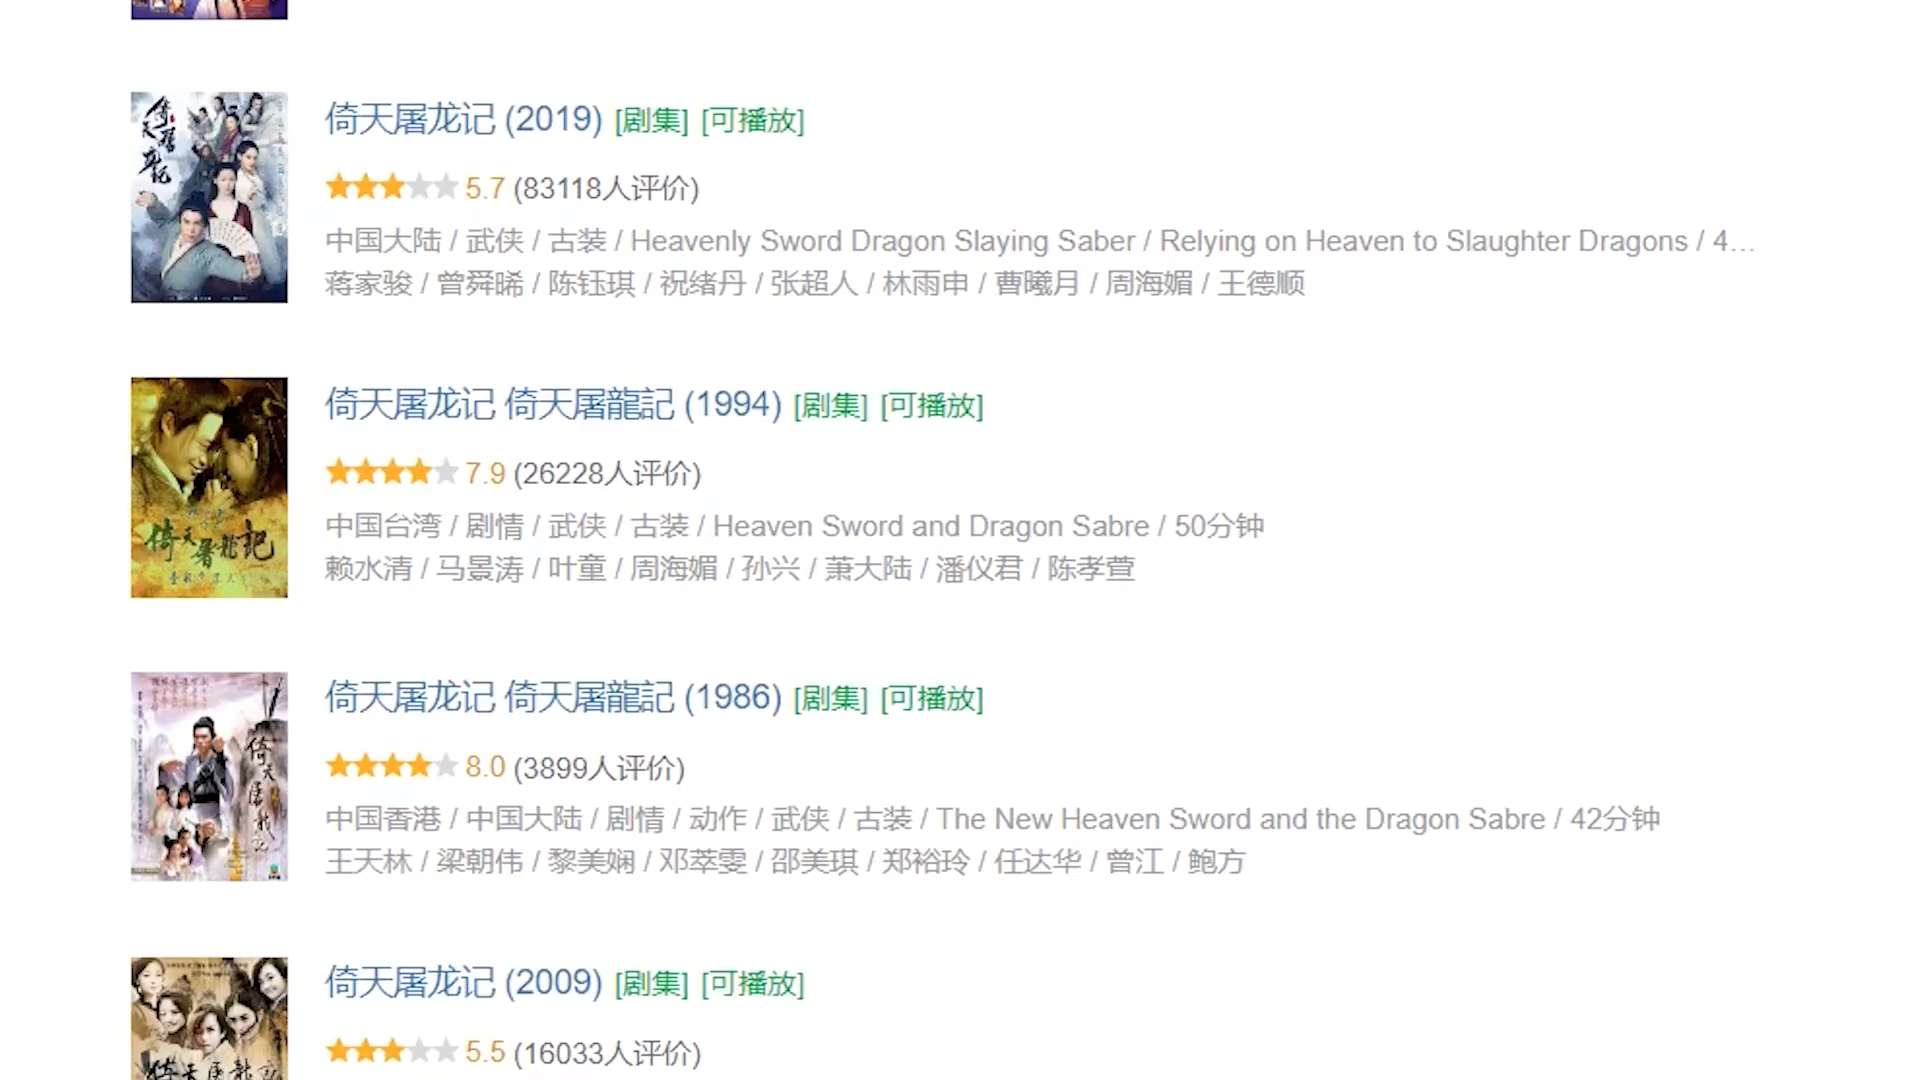 倚天屠龙记 (2019) [剧集] [可播放]
5.7 (83118人评价)
中国大陆 / 武侠 / 古装 / Heavenly Sword Dragon Slaying Saber / Relying on Heaven to Slaughter Dragons / 4...
蒋家骏 / 曾舜晞 / 陈钰琪 / 祝绪丹 / 张超人 / 林雨申 / 曹曦月 / 周海媚 / 王德顺
倚天屠龙记 倚天屠龍記 (1994) [剧集] [可播放]
7.9 (26228人评价)
中国台湾 / 剧情 / 武侠 / 古装 / Heaven Sword and Dragon Sabre / 50分钟
赖水清 / 马景涛 / 叶童 / 周海媚 / 孙兴 / 萧大陆 / 潘仪君 / 陈孝萱
倚天屠龙记 倚天屠龍記 (1986) [剧集] [可播放]
8.0 (3899人评价)
中国香港 / 中国大陆 / 剧情 / 动作 / 武侠 / 古装 / The New Heaven Sword and the Dragon Sabre / 42分钟
王天林 / 梁朝伟 / 黎美娴 / 邓萃雯 / 邵美琪 / 郑裕玲 / 任达华 / 曾江 / 鲍方
倚天屠龙记 (2009) [剧集] [可播放]
5.5 (16033人评价)